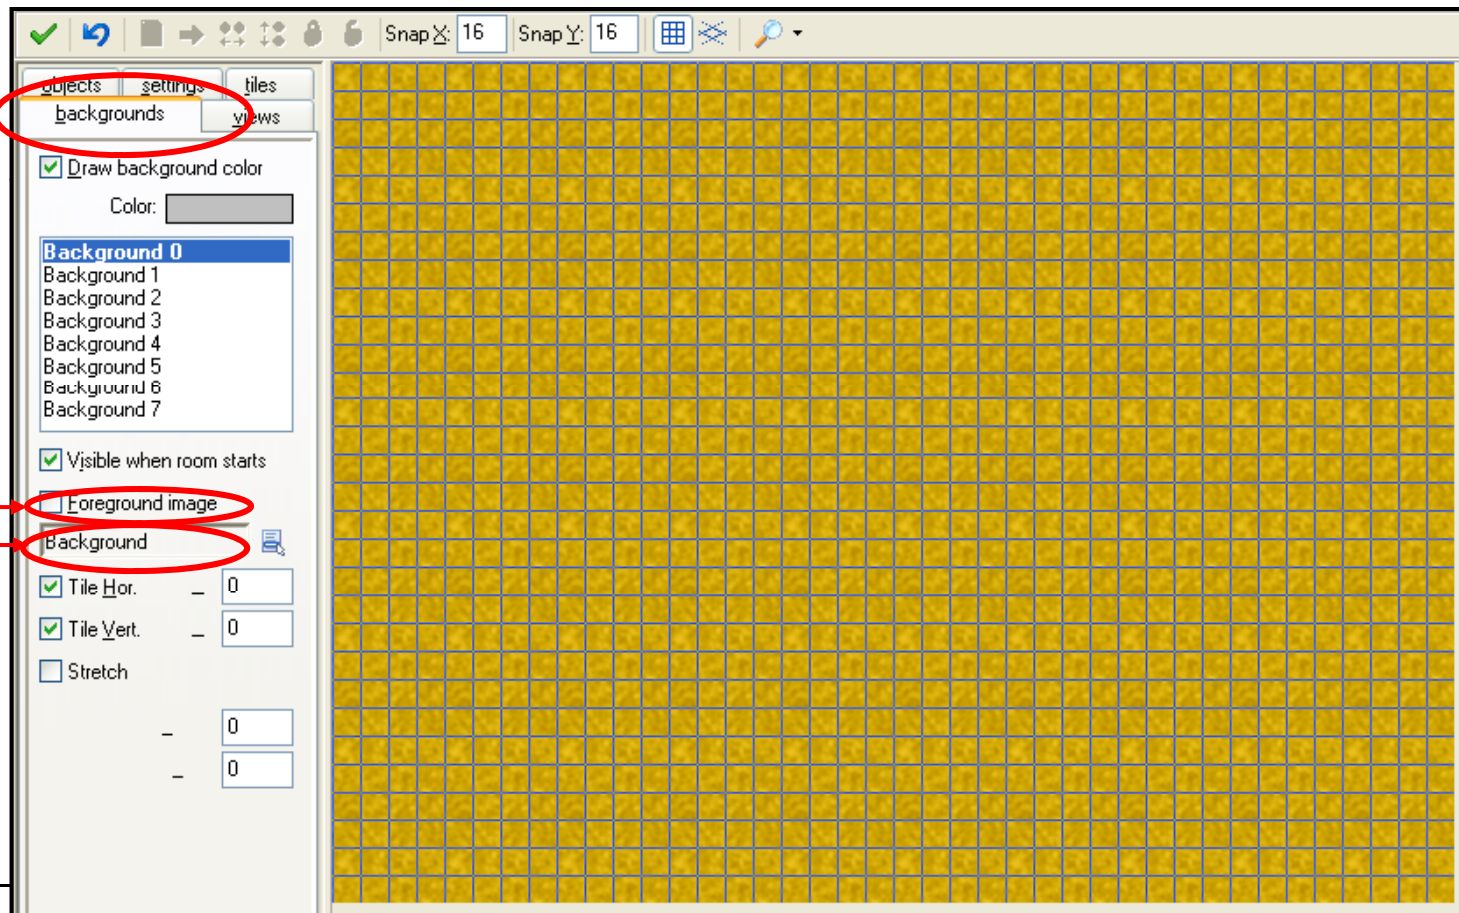 Snap X: 16 Snap Y: 16
objects settings tiles
backgrounds views
Draw background color
Color:
Background 0
Background 1
Background 2
Background 3
Background 4
Background 5
Background 6
Background 7
Visible when room starts
Foreground image
Background
Tile Hor. _ 0
Tile Vert. _ 0
Stretch
_ 0
_ 0